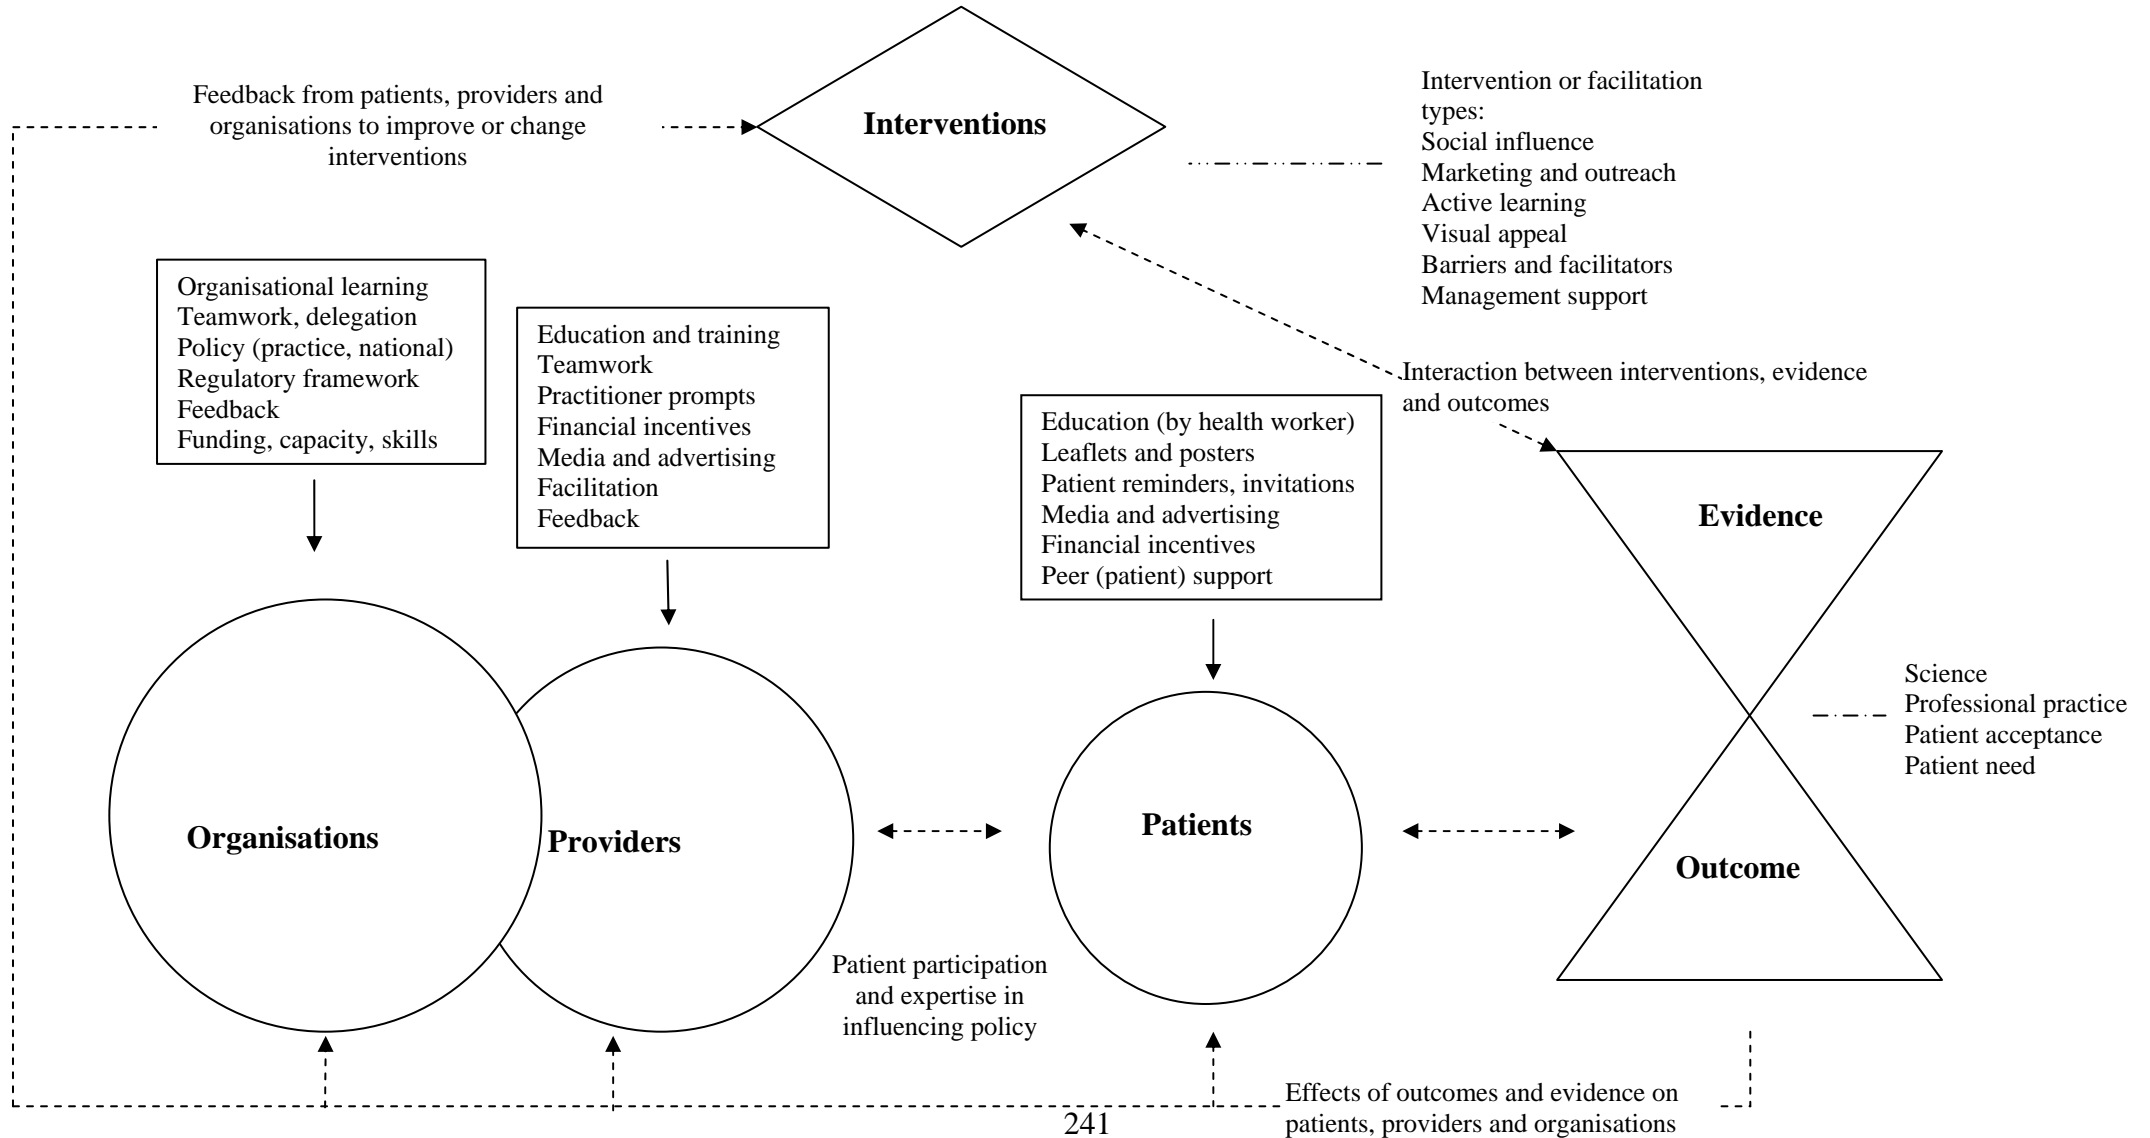 Feedback from patients, providers and
organisations to improve or change
interventions
Interventions
Intervention or facilitation
types:
Social influence
Marketing and outreach
Active learning
Visual appeal
Barriers and facilitators
Management support
Organisational learning
Teamwork, delegation
Policy (practice, national)
Regulatory framework
Feedback
Funding, capacity, skills
Education and training
Teamwork
Practitioner prompts
Financial incentives
Media and advertising
Facilitation
Feedback
Education (by health worker)
Leaflets and posters
Patient reminders, invitations
Media and advertising
Financial incentives
Peer (patient) support
Interaction between interventions, evidence
and outcomes
Evidence
Science
Professional practice
Patient acceptance
Patient need
Organisations
Providers
Patients
Outcome
Patient participation
and expertise in
influencing policy
Effects of outcomes and evidence on
patients, providers and organisations
241